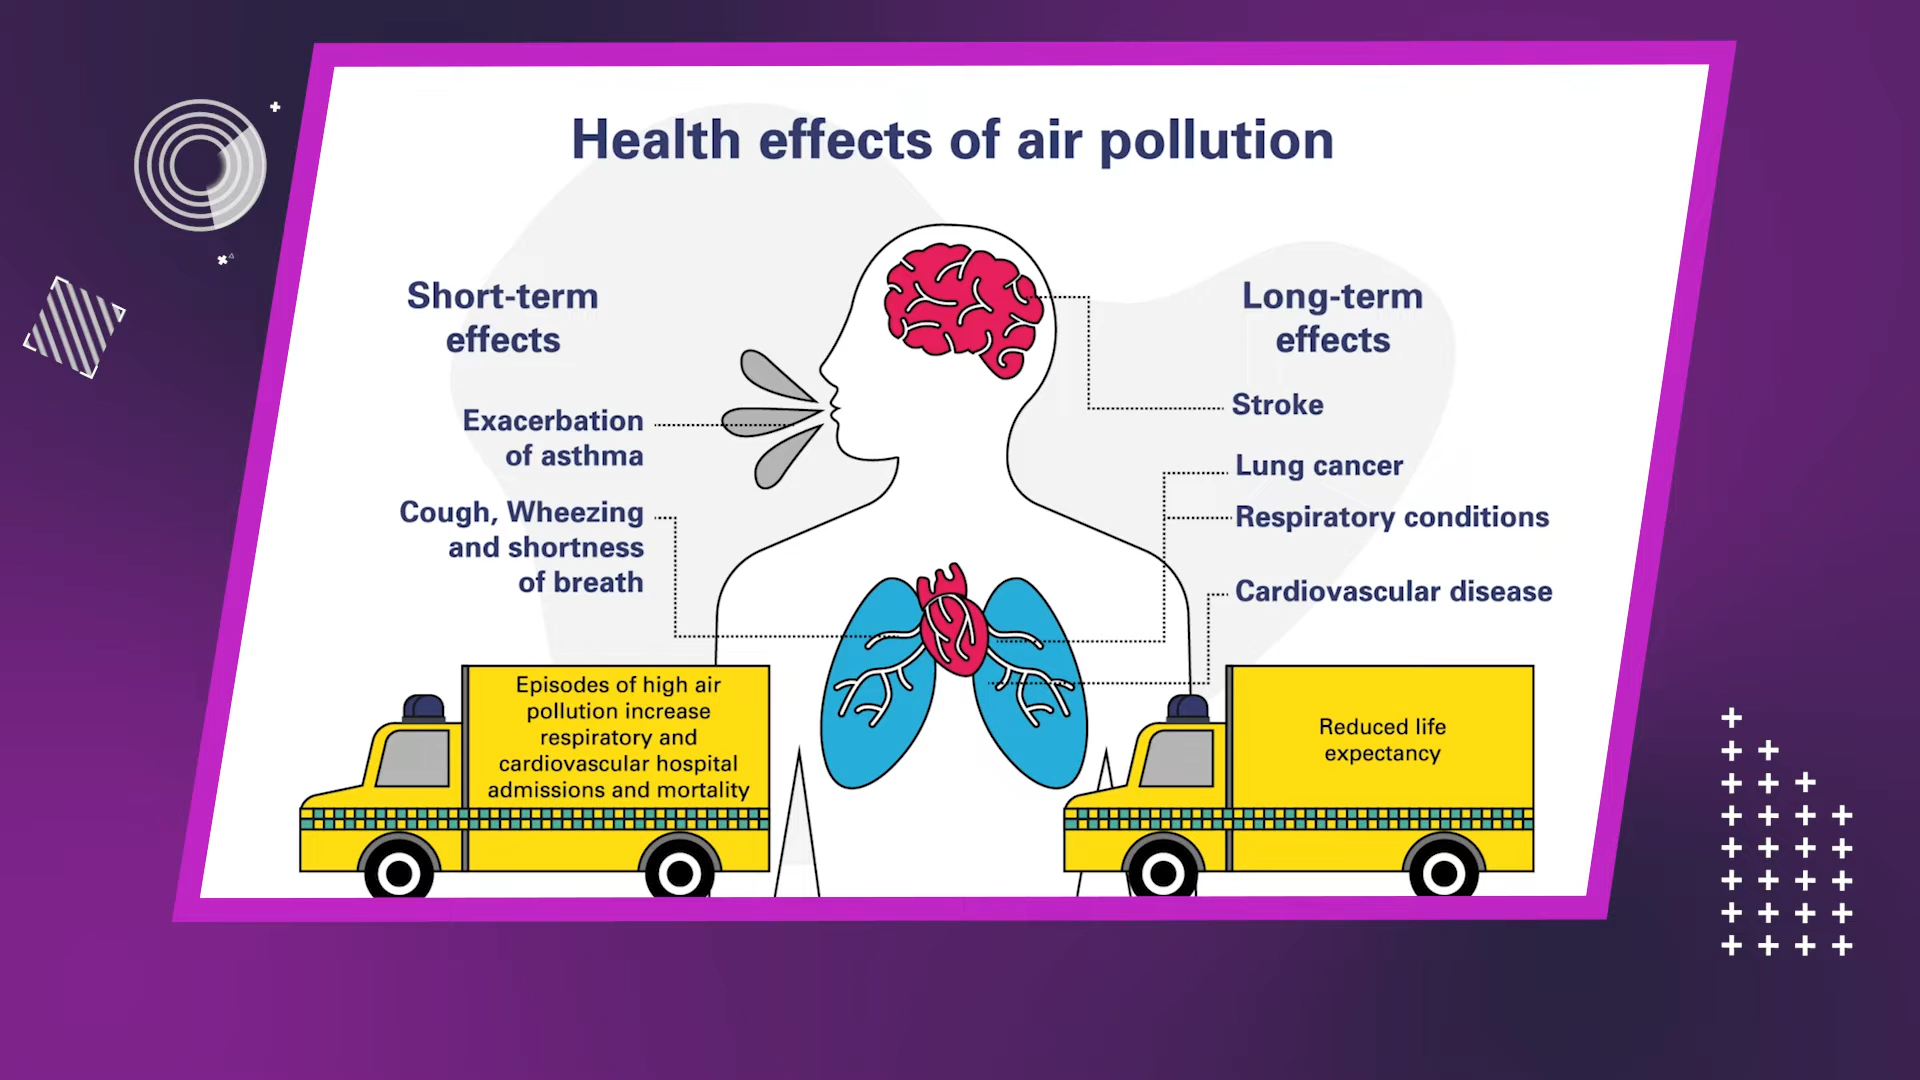 Health effects of air pollution
Short-term
effects
Exacerbation
of asthma
Cough, Wheezing
and shortness
of breath
Episodes of high air
pollution increase
respiratory and
cardiovascular hospital
admissions and mortality
Long-term
effects
Stroke
Lung cancer
Respiratory conditions
Cardiovascular disease
Reduced life
expectancy